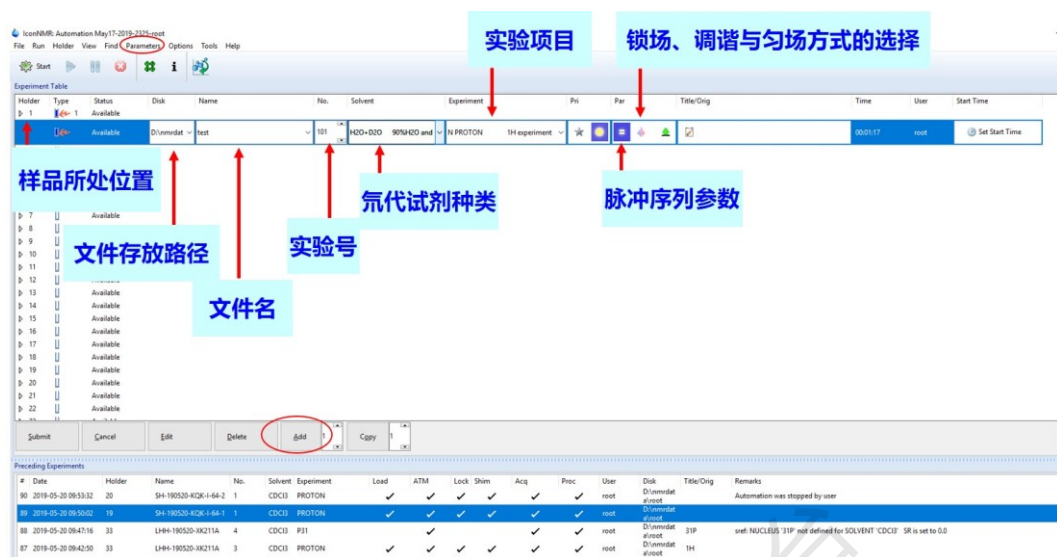 IconNMR: Automation May17-2019-2325-root
File Run Holder View Find Parameters Options Tools Help
Start
Experiment Table
Holder Type Status Disk Name No. Solvent Experiment Pri Par Title/Orig Time User Start Time
1 1 Available
Available D:\nmrdat test 101 H2O+D2O 90%H2O and N PROTON 1H experiment 00:01:17 root Set Start Time
实验项目
锁场、调谐与匀场方式的选择
样品所处位置
氘代试剂种类
脉冲序列参数
文件存放路径
实验号
文件名
7 Available
8 Available
9
10
11
12 Available
13 Available
14 Available
15 Available
16 Available
17 Available
18 Available
19 Available
20 Available
21 Available
22 Available
Submit Cancel Edit Delete Add 1 Copy 1
Preceding Experiments
# Date Holder Name No. Solvent Experiment Load ATM Lock Shim Acq Proc User Disk Title/Orig Remarks
90 2019-05-20 09:53:32 20 SH-190520-KQK-I-64-2 1 CDCl3 PROTON ✓ ✓ ✓ ✓ ✓ ✓ root D:\nmrdat a\root Automation was stopped by user
89 2019-05-20 09:50:02 19 SH-190520-KQK-I-64-1 1 CDCl3 PROTON ✓ ✓ ✓ ✓ ✓ ✓ root D:\nmrdat a\root
88 2019-05-20 09:47:16 33 LHH-190520-XK211A 4 CDCl3 P31 ✓ ✓ ✓ root D:\nmrdat a\root 31P sref: NUCLEUS '31P' not defined for SOLVENT 'CDCl3' SR is set to 0.0
87 2019-05-20 09:42:50 33 LHH-190520-XK211A 3 CDCl3 PROTON ✓ ✓ ✓ ✓ ✓ ✓ root D:\nmrdat a\root 1H